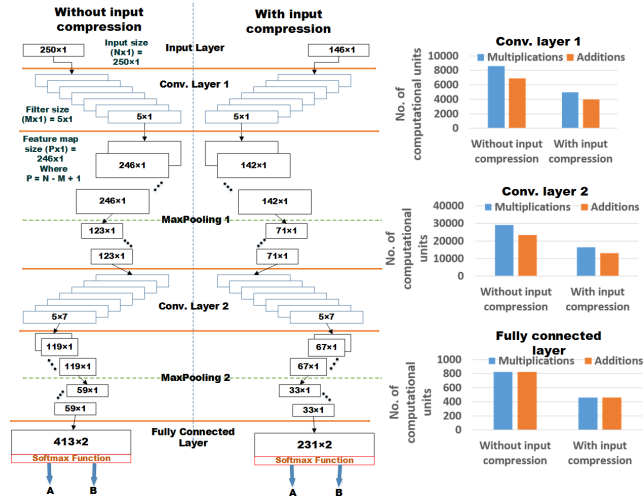 Without input
compression
With input
compression
250×1
Input size
(Nx1) =
250×1
Input Layer
146×1
Conv. Layer 1
Filter size
(Mx1) = 5x1
5×1
5×1
Feature map
size (Px1) =
246x1
Where
P = N - M + 1
246×1
142×1
246×1
142×1
MaxPooling 1
123×1
71×1
123×1
71×1
Conv. Layer 2
5×7
5×7
119×1
67×1
119×1
67×1
MaxPooling 2
59×1
33×1
59×1
33×1
Fully Connected
Layer
413×2
231×2
Softmax Function
Softmax Function
A
B
A
B
Conv. layer 1
Multiplications
Additions
No. of
computational units
10000
8000
6000
4000
2000
0
Without input
compression
With input
compression
Conv. layer 2
Multiplications
Additions
No. of
computational
units
40000
30000
20000
10000
0
Without input
compression
With input
compression
Fully connected
layer
Multiplications
Additions
No. of
computational
units
1000
800
600
400
200
0
Without input
compression
With input
compression